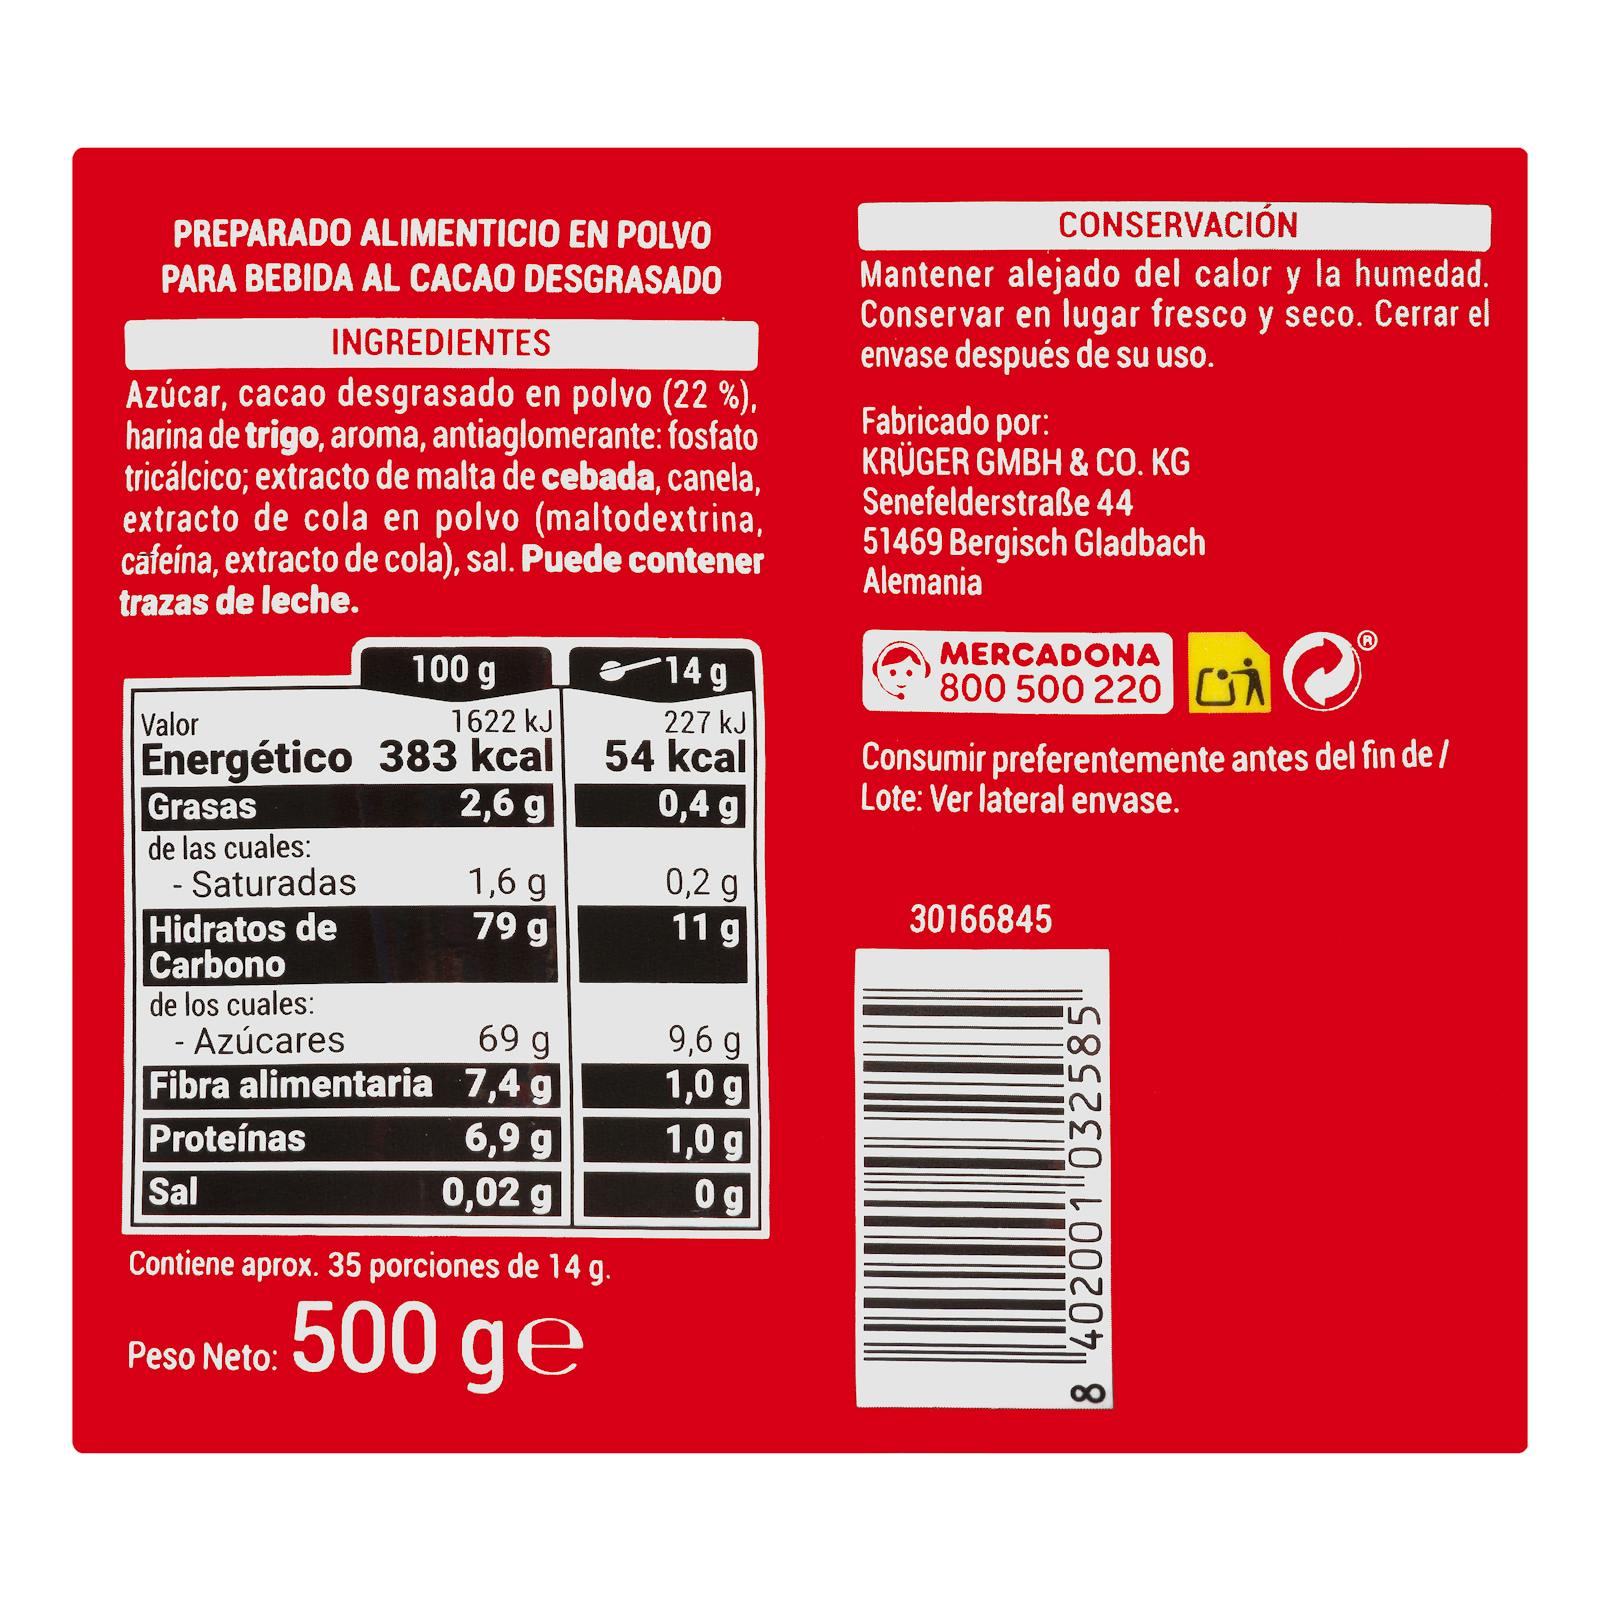 PREPARADO ALIMENTICIO EN POLVO
PARA BEBIDA AL CACAO DESGRASADO
INGREDIENTES
Azúcar, cacao desgrasado en polvo (22 %),
harina de trigo, aroma, antiaglomerante: fosfato
tricálcico; extracto de malta de cebada, canela,
extracto de cola en polvo (maltodextrina,
cafeína, extracto de cola), sal. Puede contener
trazas de leche.
100 g 14 g
Valor 1622 kJ 227 kJ
Energético 383 kcal 54 kcal
Grasas 2,6 g 0,4 g
de las cuales:
- Saturadas 1,6 g 0,2 g
Hidratos de 79 g 11 g
Carbono
de los cuales:
- Azúcares 69 g 9,6 g
Fibra alimentaria 7,4 g 1,0 g
Proteínas 6,9 g 1,0 g
Sal 0,02 g 0 g
Contiene aprox. 35 porciones de 14 g.
Peso Neto: 500 g e
CONSERVACIÓN
Mantener alejado del calor y la humedad.
Conservar en lugar fresco y seco. Cerrar el
envase después de su uso.
Fabricado por:
KRÜGER GMBH & CO. KG
Senefelderstraße 44
51469 Bergisch Gladbach
Alemania
MERCADONA
800 500 220
®
Consumir preferentemente antes del fin de /
Lote: Ver lateral envase.
30166845
8 402001 032585